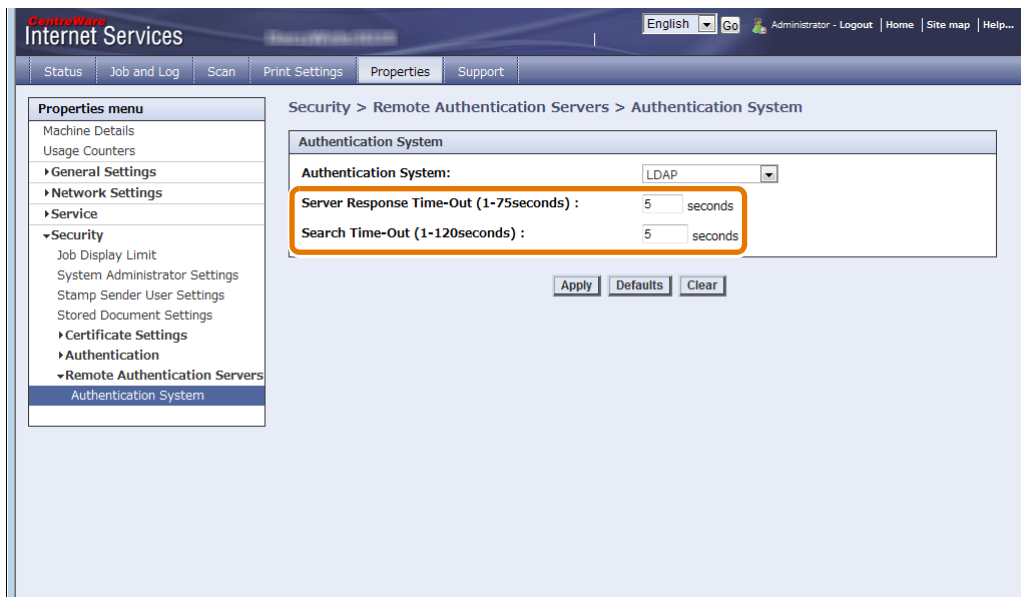 CentreWare
Internet Services
English Go Administrator - Logout | Home | Site map | Help...
Status Job and Log Scan Print Settings Properties Support
Properties menu
Machine Details
Usage Counters
General Settings
Network Settings
Service
Security
Job Display Limit
System Administrator Settings
Stamp Sender User Settings
Stored Document Settings
Certificate Settings
Authentication
Remote Authentication Servers
Authentication System
Security > Remote Authentication Servers > Authentication System
Authentication System
Authentication System: LDAP
Server Response Time-Out (1-75seconds) : 5 seconds
Search Time-Out (1-120seconds) : 5 seconds
Apply Defaults Clear